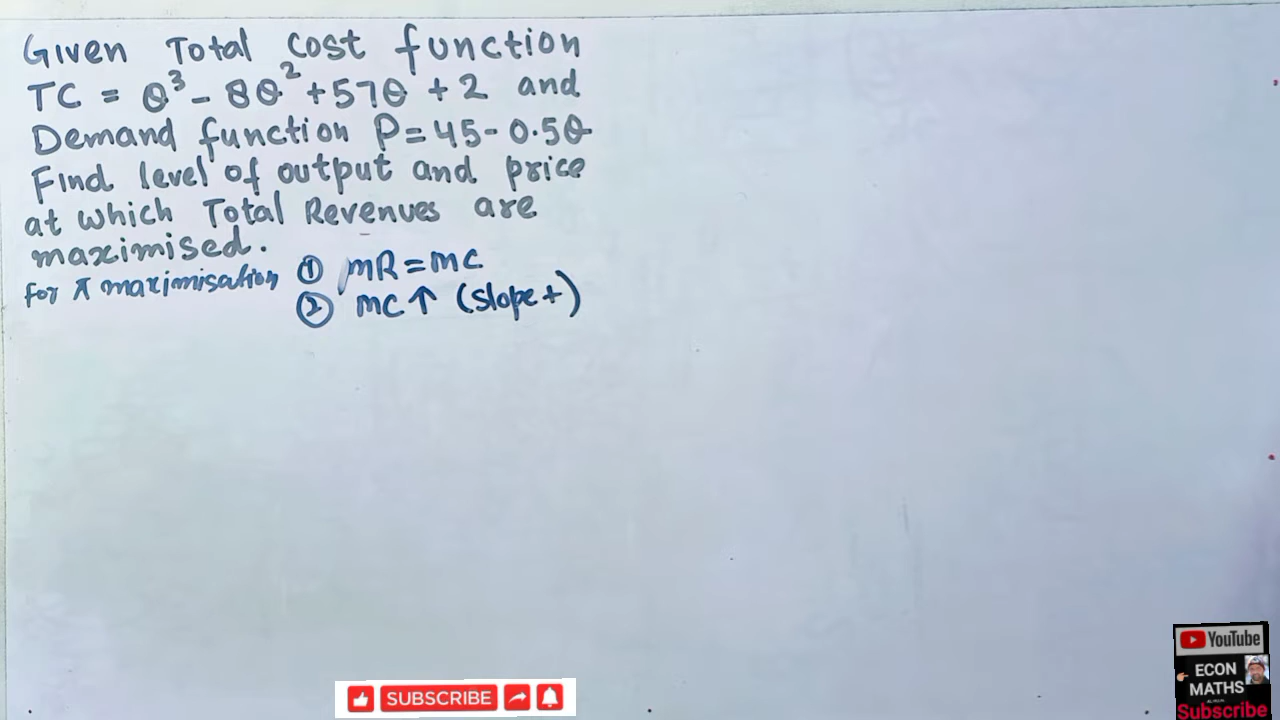 Given Total Cost function
TC = Q³ - 8Q² + 57Q + 2 and
Demand function P = 45 - 0.5Q
Find level of output and price
at which Total Revenues are
maximised.
for π maximisation ① MR = MC
② MC ↑ (Slope +)
SUBSCRIBE
YouTube
ECON
MATHS
Subscribe